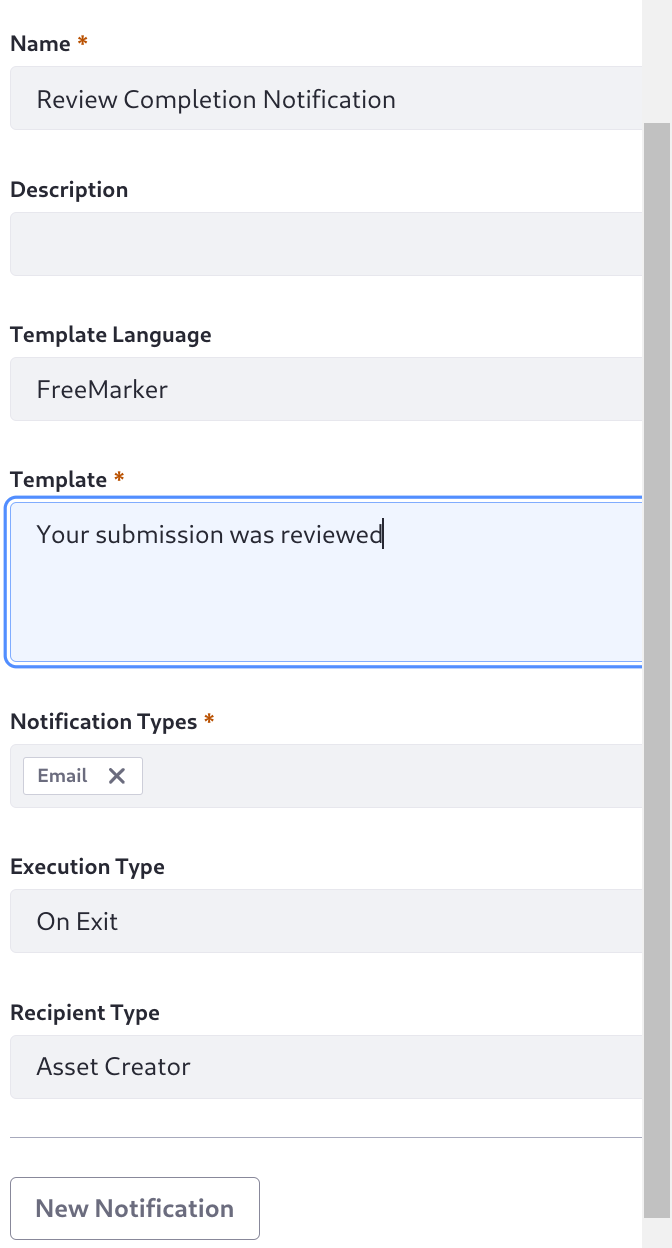 Name *
Review Completion Notification
Description
Template Language
FreeMarker
Template *
Your submission was reviewed
Notification Types *
Email
Execution Type
On Exit
Recipient Type
Asset Creator
New Notification